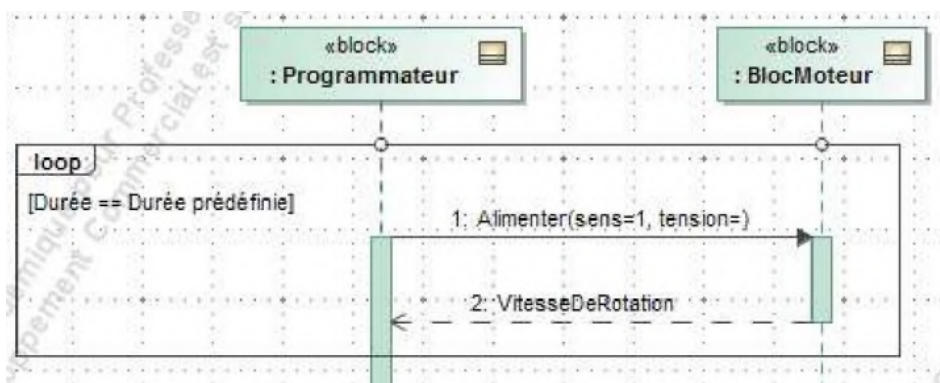 «block»
: Programmateur
«block»
: BlocMoteur
loop
[Durée == Durée prédéfinie]
1: Alimenter(sens=1, tension=)
2: VitesseDeRotation